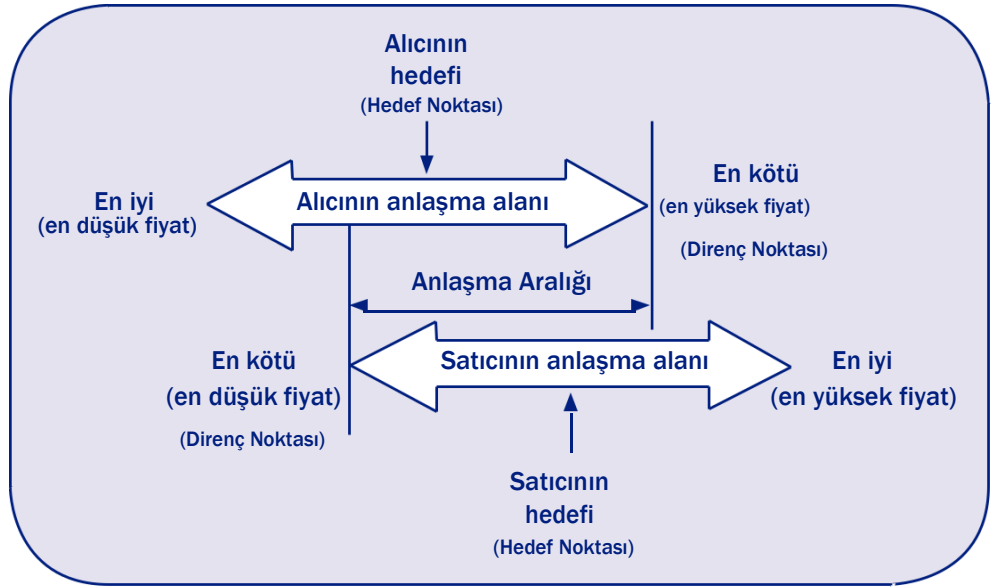 Alıcının
hedefi
(Hedef Noktası)
En iyi
(en düşük fiyat)
Alıcının anlaşma alanı
En kötü
(en yüksek fiyat)
(Direnç Noktası)
Anlaşma Aralığı
En kötü
(en düşük fiyat)
(Direnç Noktası)
Satıcının anlaşma alanı
En iyi
(en yüksek fiyat)
Satıcının
hedefi
(Hedef Noktası)